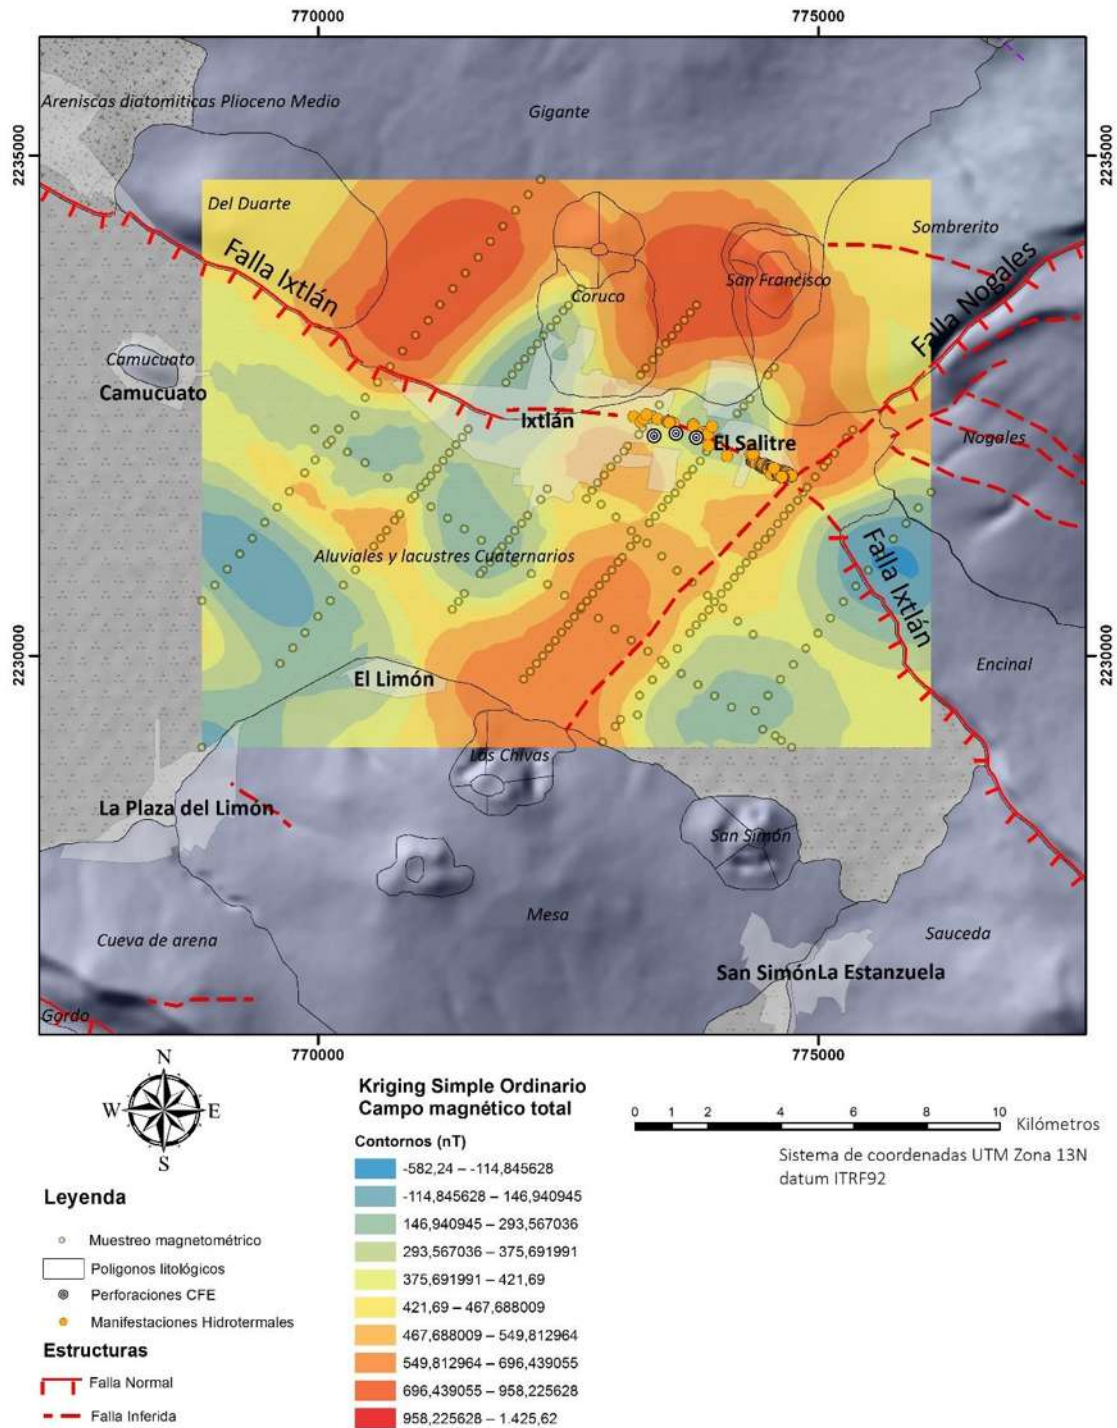 770000
775000
Areniscas diatomiticas Plioceno Medio
Gigante
2235000
2235000
Del Duarte
Sombrerito
Falla Ixtlán
San Francisco
Coruco
Falla Nogales
Camucuato
Camucuato
Ixtlán
El Salitre
Nogales
Aluviales y lacustres Cuaternarios
Falla Ixtlán
2230000
2230000
El Limón
Encinal
Las Chivas
La Plaza del Limón
San Simón
Mesa
Cueva de arena
Sauceda
San Simón
La Estanzuela
Gordo
770000
775000
N
W
E
S
Kriging Simple Ordinario
Campo magnético total
Contornos (nT)
-582,24 – -114,845628
-114,845628 – 146,940945
146,940945 – 293,567036
293,567036 – 375,691991
375,691991 – 421,69
421,69 – 467,688009
467,688009 – 549,812964
549,812964 – 696,439055
696,439055 – 958,225628
958,225628 – 1.425,62
0 1 2 4 6 8 10 Kilómetros
Sistema de coordenadas UTM Zona 13N
datum ITRF92
Leyenda
Muestreo magnetométrico
Poligonos litológicos
Perforaciones CFE
Manifestaciones Hidrotermales
Estructuras
Falla Normal
Falla Inferida